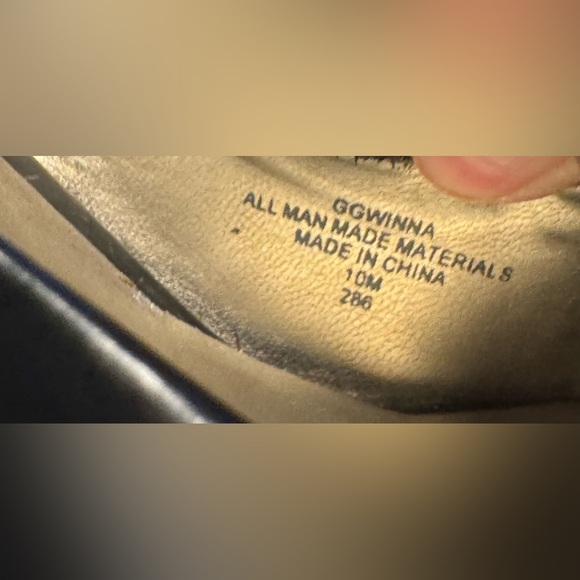 GGWINNA
ALL MAN MADE MATERIALS
MADE IN CHINA
10M
286